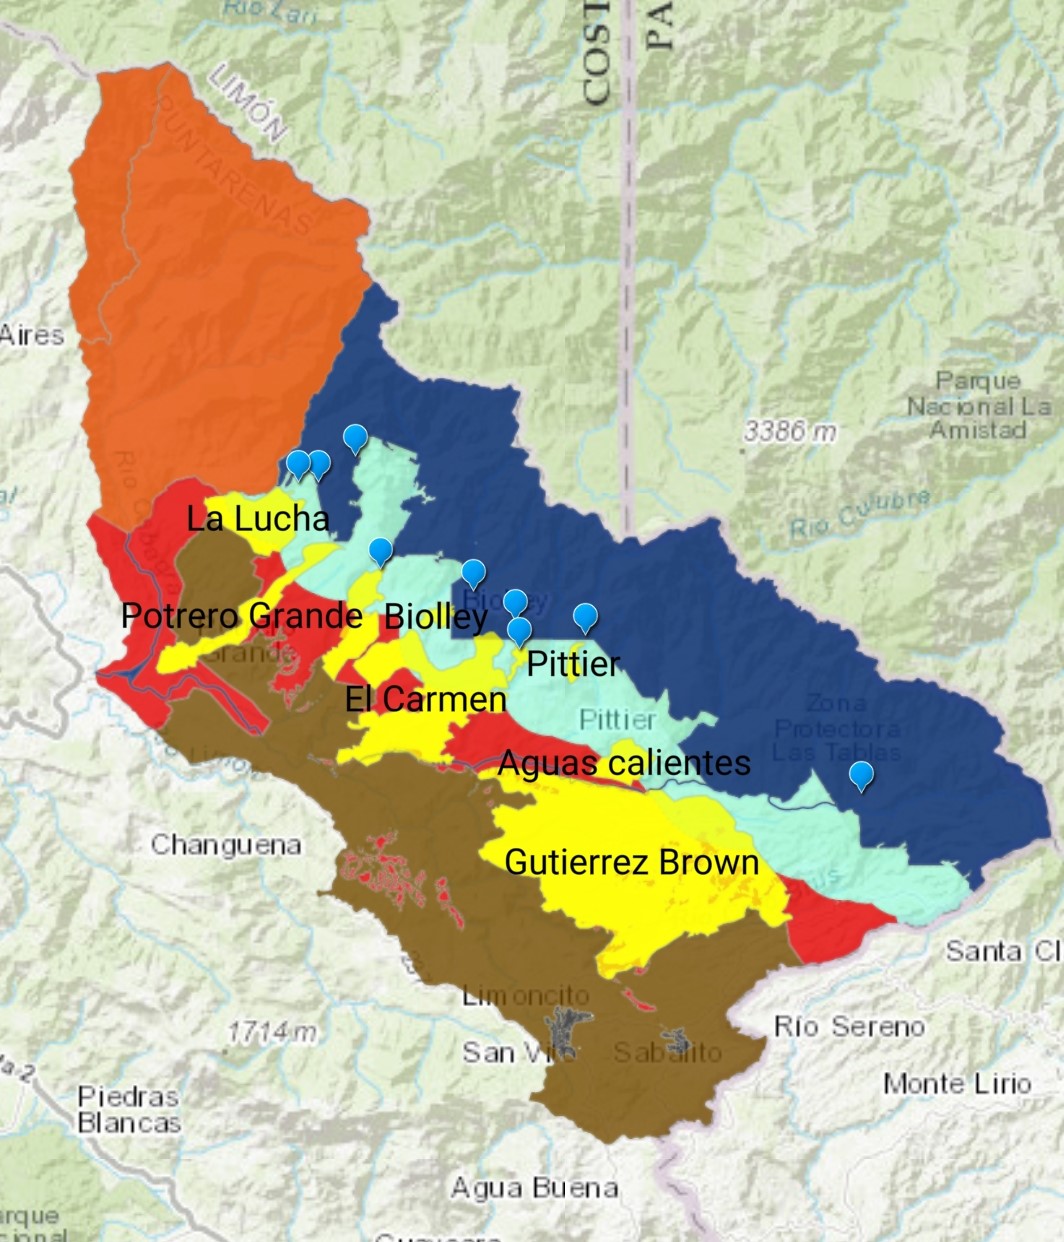 Río Lari
COST
PA
LIMÓN
PUNTARENAS
Aires
Parque
Nacional La
Amistad
3386 m
Río Culubre
La Lucha
Potrero Grande
Biolley
Biolley
Grande
Pittier
El Carmen
Pittier
Zona
Protectora
Las Tablas
Aguas calientes
Changuena
Gutierrez Brown
Santa Cl
Limoncito
1714 m
Río Sereno
San Vito
Sabalito
Monte Lirio
Piedras
Blancas
Agua Buena
arque